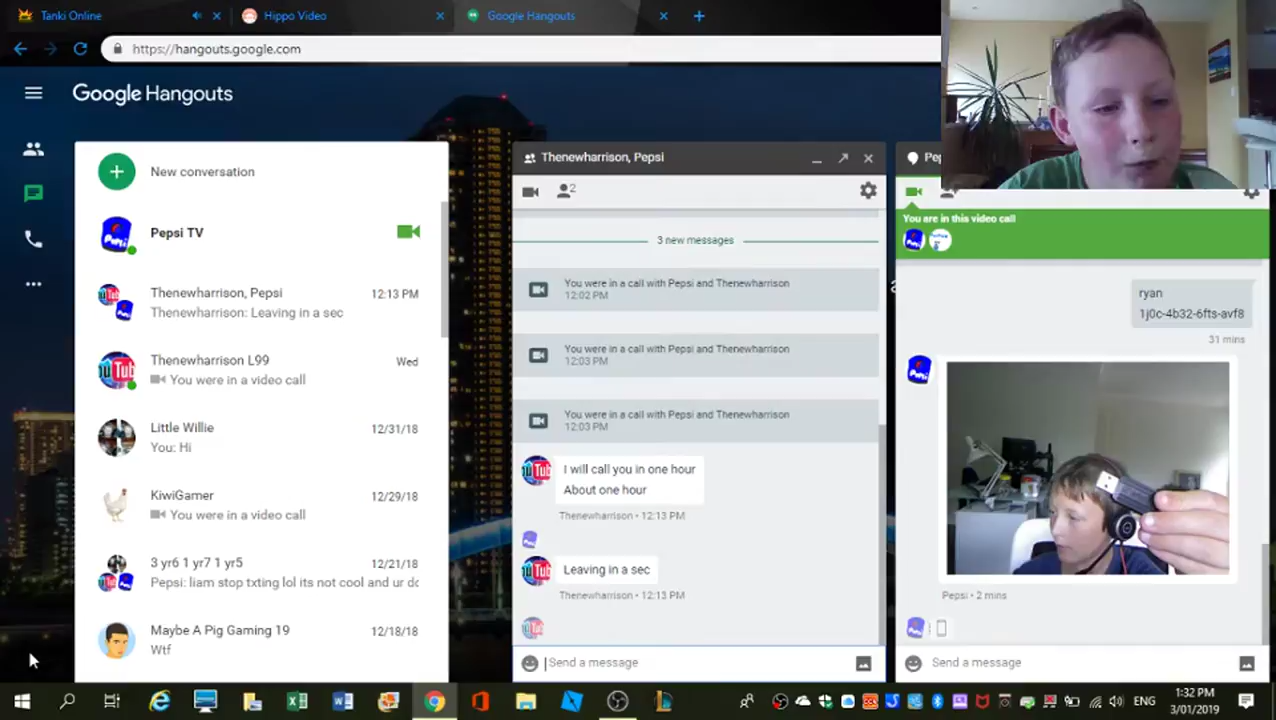 Tanki Online
Hippo Video
Google Hangouts
https://hangouts.google.com
Google Hangouts
New conversation
Pepsi TV
Thenewharrison, Pepsi
12:13 PM
Thenewharrison: Leaving in a sec
Thenewharrison L99
Wed
You were in a video call
Little Willie
12/31/18
You: Hi
KiwiGamer
12/29/18
You were in a video call
3 yr6 1 yr7 1 yr5
12/21/18
Pepsi: liam stop txting lol its not cool and ur dc
Maybe A Pig Gaming 19
12/18/18
Wtf
Thenewharrison, Pepsi
2
3 new messages
You were in a call with Pepsi and Thenewharrison
12:02 PM
You were in a call with Pepsi and Thenewharrison
12:03 PM
You were in a call with Pepsi and Thenewharrison
12:03 PM
I will call you in one hour
About one hour
Thenewharrison • 12:13 PM
Leaving in a sec
Thenewharrison • 12:13 PM
Send a message
Pep
You are in this video call
ryan
1j0c-4b32-6fts-avf8
31 mins
Pepsi • 2 mins
Send a message
ENG
1:32 PM
3/01/2019